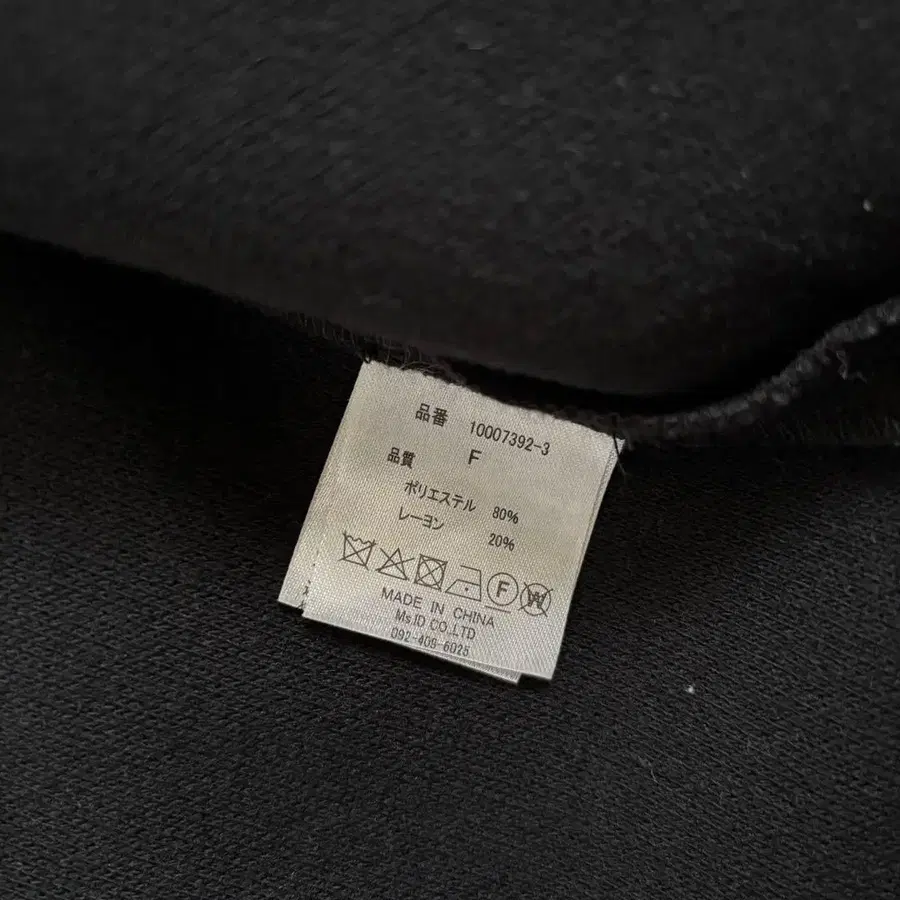 品番 10007392-3
品質 F
ポリエステル 80%
レーヨン 20%
F W
MADE IN CHINA
Ms.ID CO.,LTD
092-406-6025